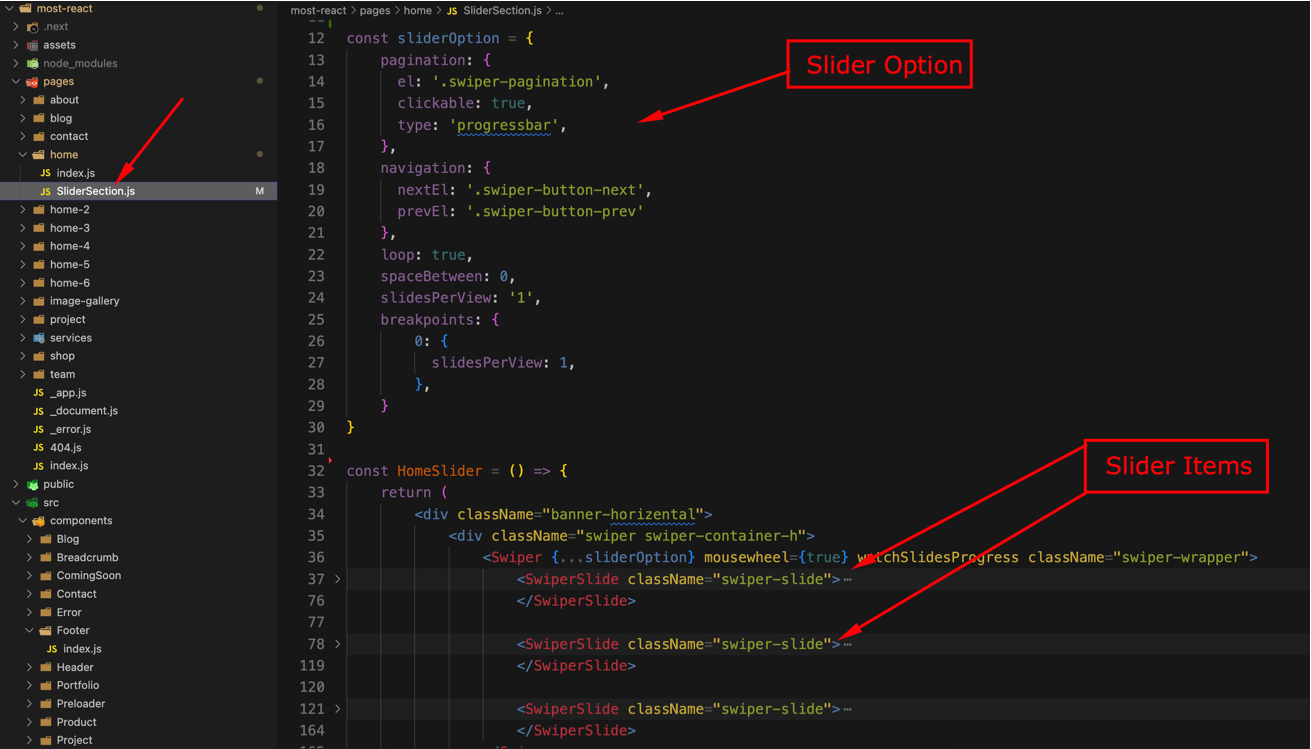 most-react
.next
assets
node_modules
pages
about
blog
contact
home
JS index.js
JS SliderSection.js M
home-2
home-3
home-4
home-5
home-6
image-gallery
project
services
shop
team
JS _app.js
JS _document.js
JS _error.js
JS 404.js
JS index.js
public
src
components
Blog
Breadcrumb
ComingSoon
Contact
Error
Footer
JS index.js
Header
Portfolio
Preloader
Product
Project
most-react > pages > home > JS SliderSection.js > ...
12 const sliderOption = {
13 pagination: {
14 el: '.swiper-pagination',
15 clickable: true,
16 type: 'progressbar',
17 },
18 navigation: {
19 nextEl: '.swiper-button-next',
20 prevEl: '.swiper-button-prev'
21 },
22 loop: true,
23 spaceBetween: 0,
24 slidesPerView: '1',
25 breakpoints: {
26 0: {
27 slidesPerView: 1,
28 },
29 }
30 }
31
32 const HomeSlider = () => {
33 return (
34 <div className="banner-horizental">
35 <div className="swiper swiper-container-h">
36 <Swiper {...sliderOption} mousewheel={true} watchSlidesProgress className="swiper-wrapper">
37 <SwiperSlide className="swiper-slide">
76 </SwiperSlide>
77
78 <SwiperSlide className="swiper-slide">
119 </SwiperSlide>
120
121 <SwiperSlide className="swiper-slide">
164 </SwiperSlide>
Slider Option
Slider Items